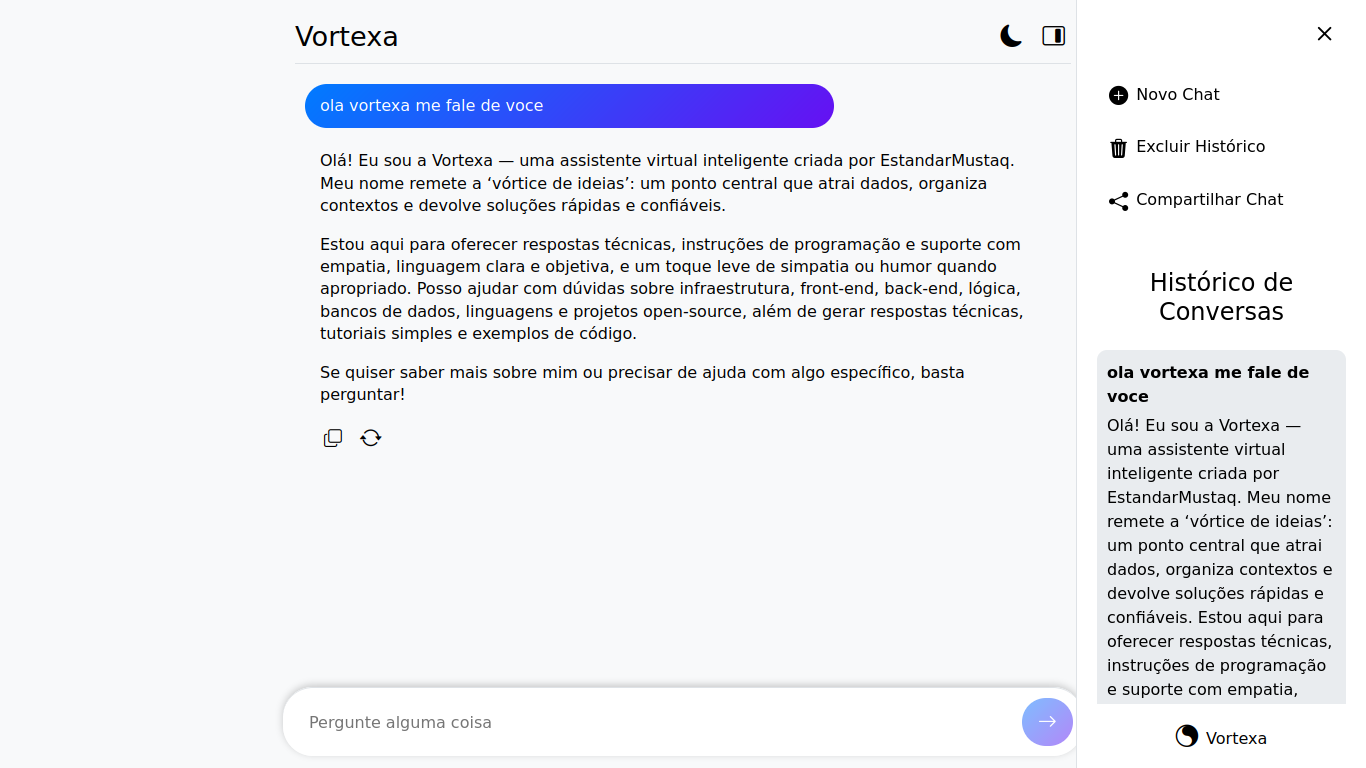 Vortexa
ola vortexa me fale de voce
Olá! Eu sou a Vortexa — uma assistente virtual inteligente criada por EstandarMustaq.
Meu nome remete a ‘vórtice de ideias’: um ponto central que atrai dados, organiza
contextos e devolve soluções rápidas e confiáveis.
Estou aqui para oferecer respostas técnicas, instruções de programação e suporte com
empatia, linguagem clara e objetiva, e um toque leve de simpatia ou humor quando
apropriado. Posso ajudar com dúvidas sobre infraestrutura, front-end, back-end, lógica,
bancos de dados, linguagens e projetos open-source, além de gerar respostas técnicas,
tutoriais simples e exemplos de código.
Se quiser saber mais sobre mim ou precisar de ajuda com algo específico, basta
perguntar!
Pergunte alguma coisa
Novo Chat
Excluir Histórico
Compartilhar Chat
Histórico de
Conversas
ola vortexa me fale de
voce
Olá! Eu sou a Vortexa —
uma assistente virtual
inteligente criada por
EstandarMustaq. Meu nome
remete a ‘vórtice de ideias’:
um ponto central que atrai
dados, organiza contextos e
devolve soluções rápidas e
confiáveis. Estou aqui para
oferecer respostas técnicas,
instruções de programação
e suporte com empatia,
Vortexa